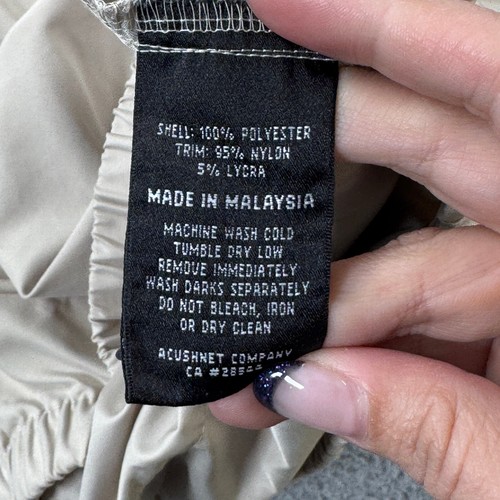 SHELL: 100% POLYESTER
TRIM: 95% NYLON
5% LYCRA
MADE IN MALAYSIA
MACHINE WASH COLD
TUMBLE DRY LOW
REMOVE IMMEDIATELY
WASH DARKS SEPARATELY
DO NOT BLEACH, IRON
OR DRY CLEAN
ACUSHNET COMPANY
CA